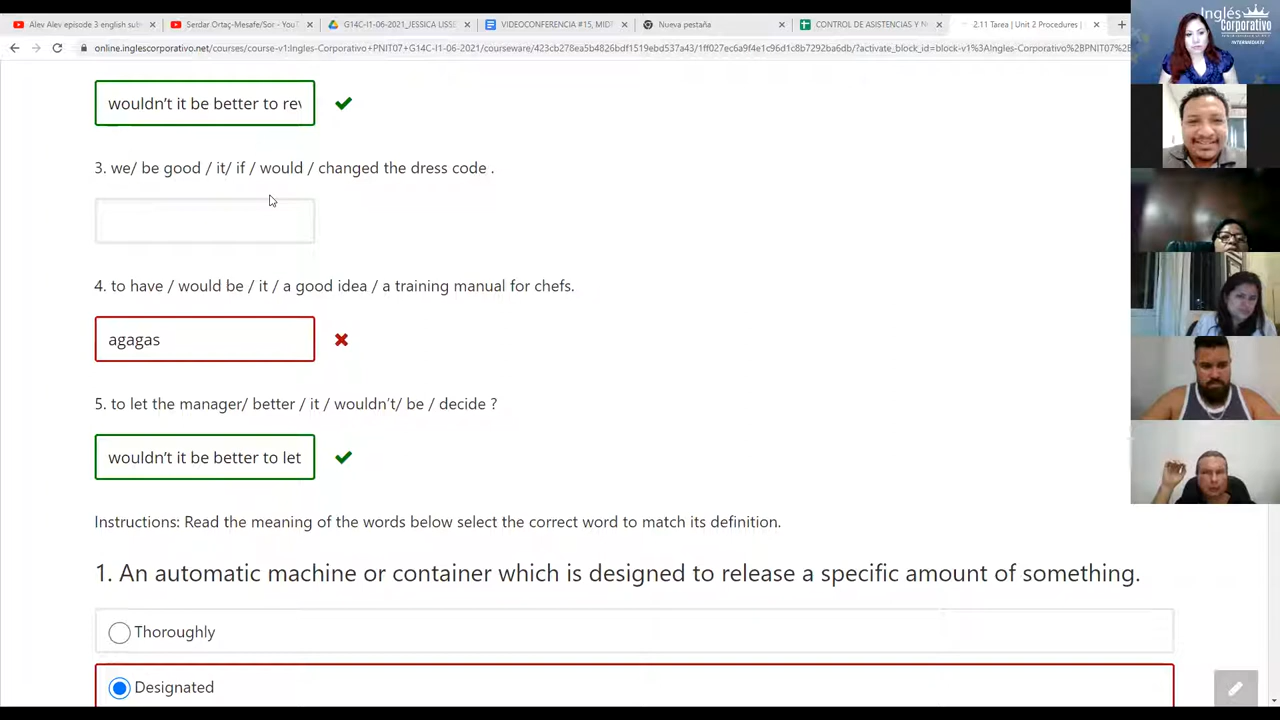 Alev Alev episode 3 english sub
Serdar Ortaç-Mesafe/Sor - YouT
G14C-I1-06-2021_JESSICA USS
VIDEOCONFERENCIA #15, MID
Nueva pestaña
CONTROL DE ASISTENCIAS Y N
2.11 Tarea | Unit 2 Procedures |
Inglés
Corporativo
INTERMEDIATE
wouldn't it be better to rev
3. we/ be good / it/ if / would / changed the dress code .
4. to have / would be / it / a good idea / a training manual for chefs.
agagas
5. to let the manager/ better / it / wouldn't/ be / decide ?
wouldn't it be better to let
Instructions: Read the meaning of the words below select the correct word to match its definition.
1. An automatic machine or container which is designed to release a specific amount of something.
Thoroughly
Designated